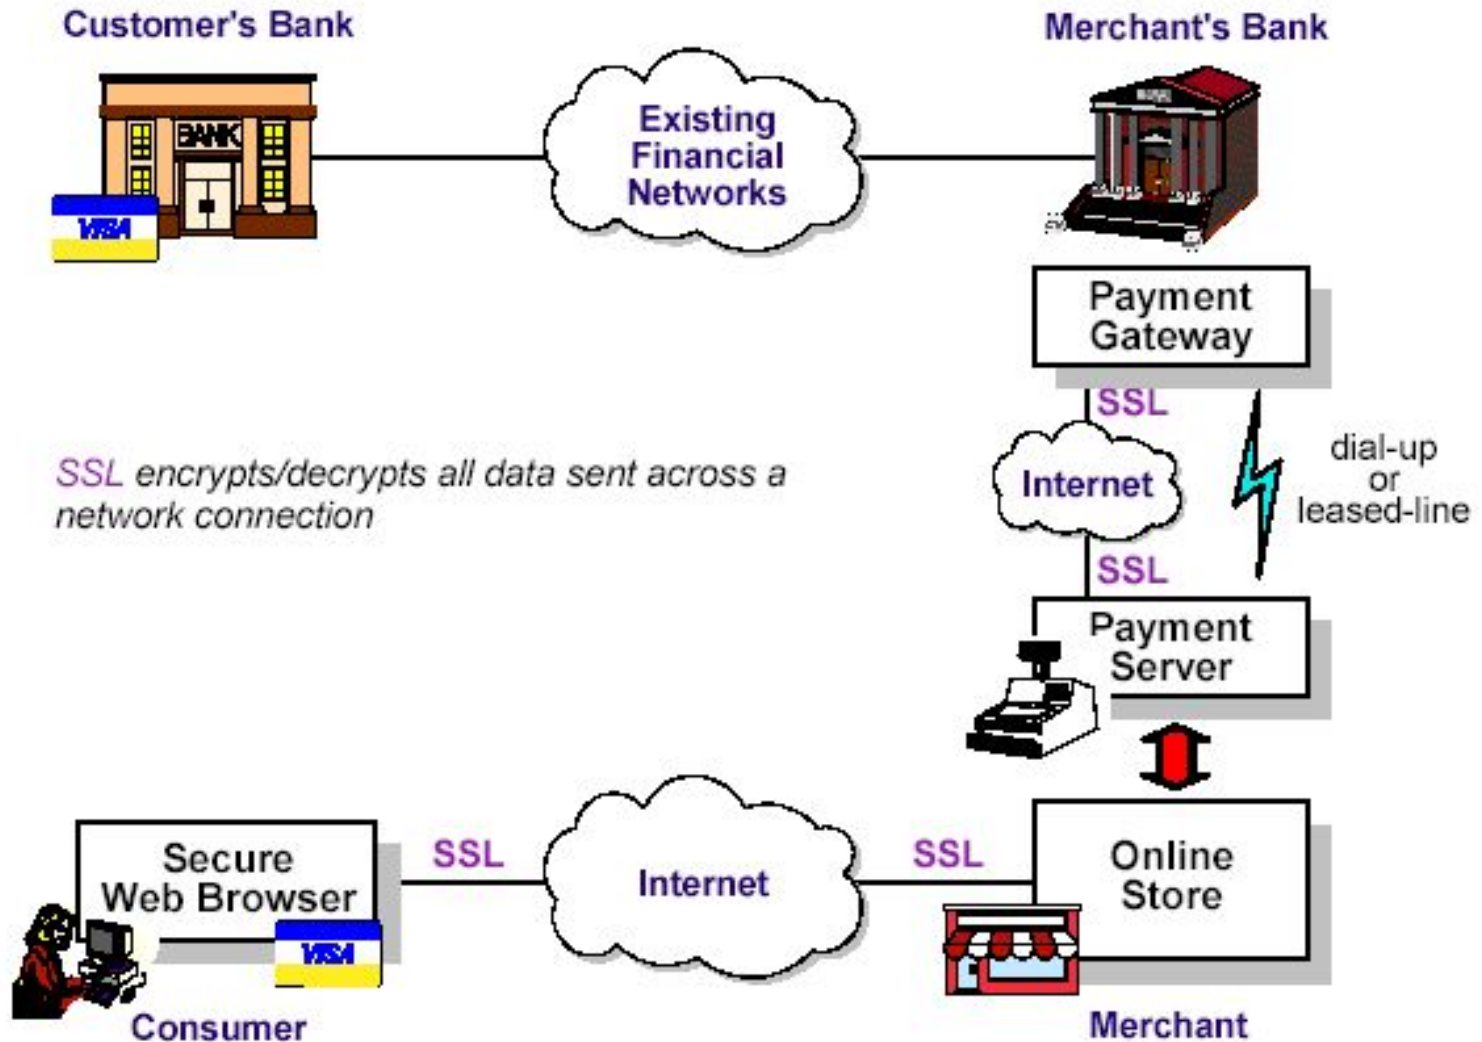 Customer's Bank
Merchant's Bank
BANK
VISA
Existing
Financial
Networks
Payment
Gateway
SSL
Internet
dial-up
or
leased-line
SSL encrypts/decrypts all data sent across a
network connection
SSL
Payment
Server
Secure
Web Browser
VISA
SSL
Internet
SSL
Online
Store
Consumer
Merchant